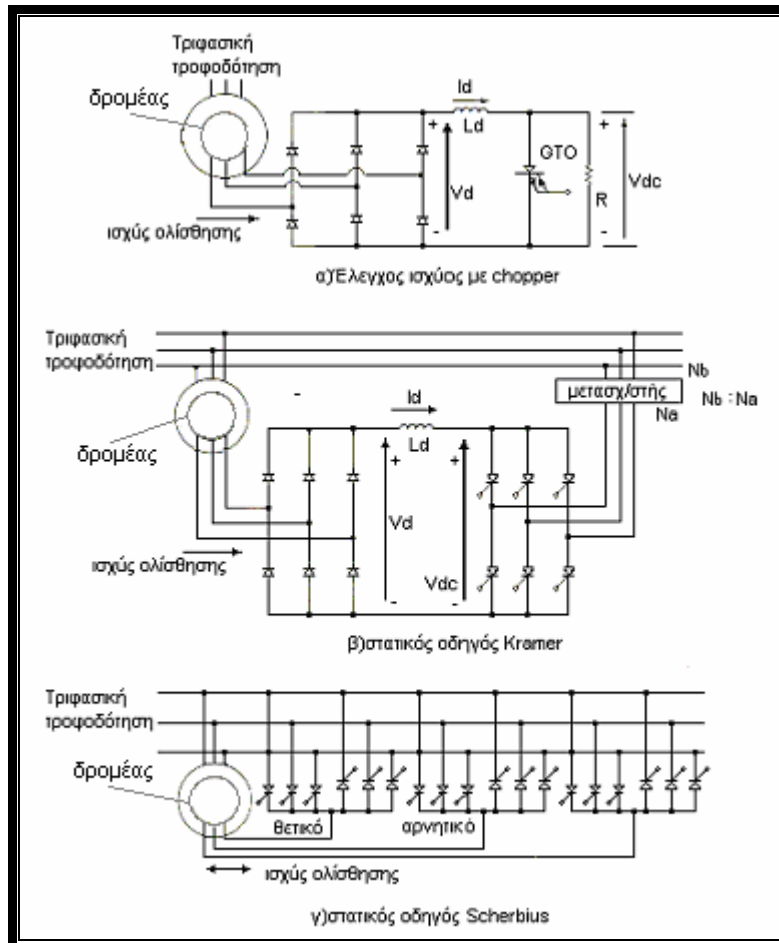 Τριφασική
τροφοδότηση
δρομέας
Id
Ld
+
+
GTO
Vd
R
Vdc
-
-
ισχύς ολίσθησης
α)Έλεγχος ισχύος με chopper
Τριφασική
τροφοδότηση
Nb
μετασχ/στής
Nb : Na
Na
-
Id
δρομέας
Ld
+
+
Vd
ισχύς ολίσθησης
Vdc
-
-
β)στατικός οδηγός Kramer
Τριφασική
τροφοδότηση
δρομέας
θετικό
αρνητικό
ισχύς ολίσθησης
γ)στατικός οδηγός Scherbius